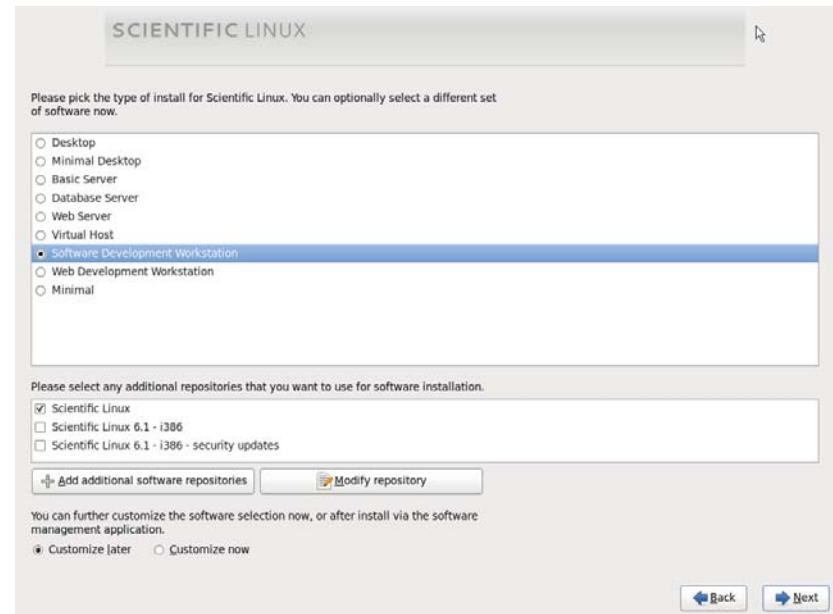 SCIENTIFIC LINUX
Please pick the type of install for Scientific Linux. You can optionally select a different set
of software now.
Desktop
Minimal Desktop
Basic Server
Database Server
Web Server
Virtual Host
Software Development Workstation
Web Development Workstation
Minimal
Please select any additional repositories that you want to use for software installation.
Scientific Linux
Scientific Linux 6.1 - i386
Scientific Linux 6.1 - i386 - security updates
Add additional software repositories
Modify repository
You can further customize the software selection now, or after install via the software
management application.
Customize later
Customize now
Back
Next